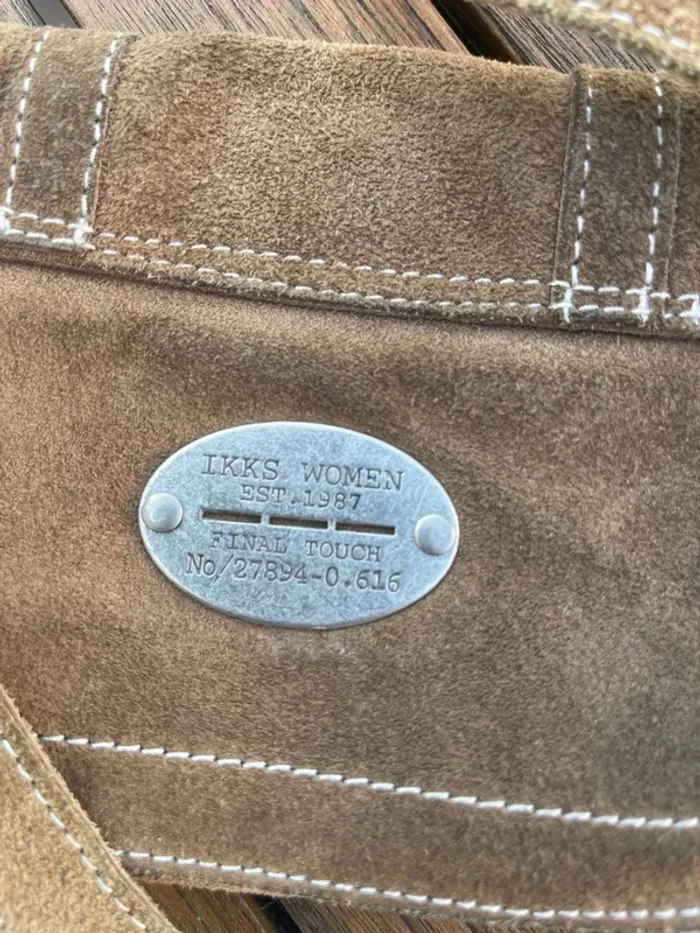 IKKS WOMEN
EST.1987
FINAL TOUCH
No/27894-0.616